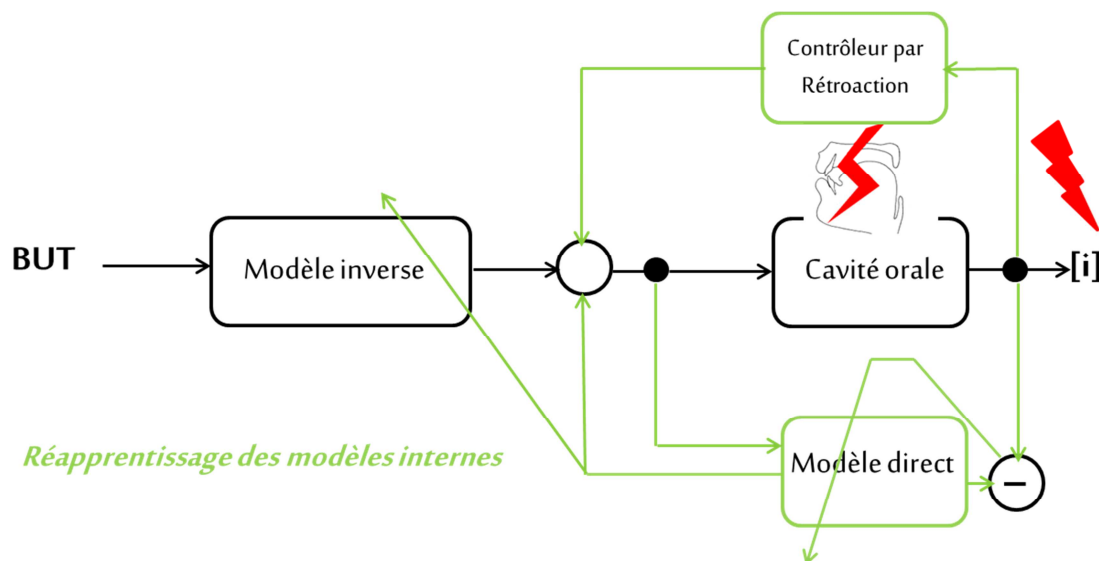 Contrôleur par
Rétroaction
BUT
Modèle inverse
Cavité orale
[i]
Réapprentissage des modèles internes
Modèle direct
–